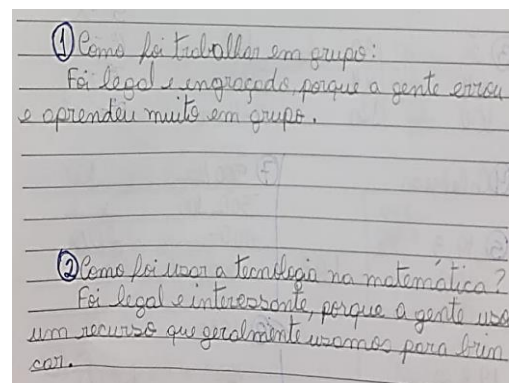 ① Como foi trabalhar em grupo:
Foi legal e engraçado, porque a gente errou
e aprendeu muito em grupo.
② Como foi usar a tecnologia na matemática?
Foi legal e interessante, porque a gente usa
um recurso que geralmente usamos para brin
car.